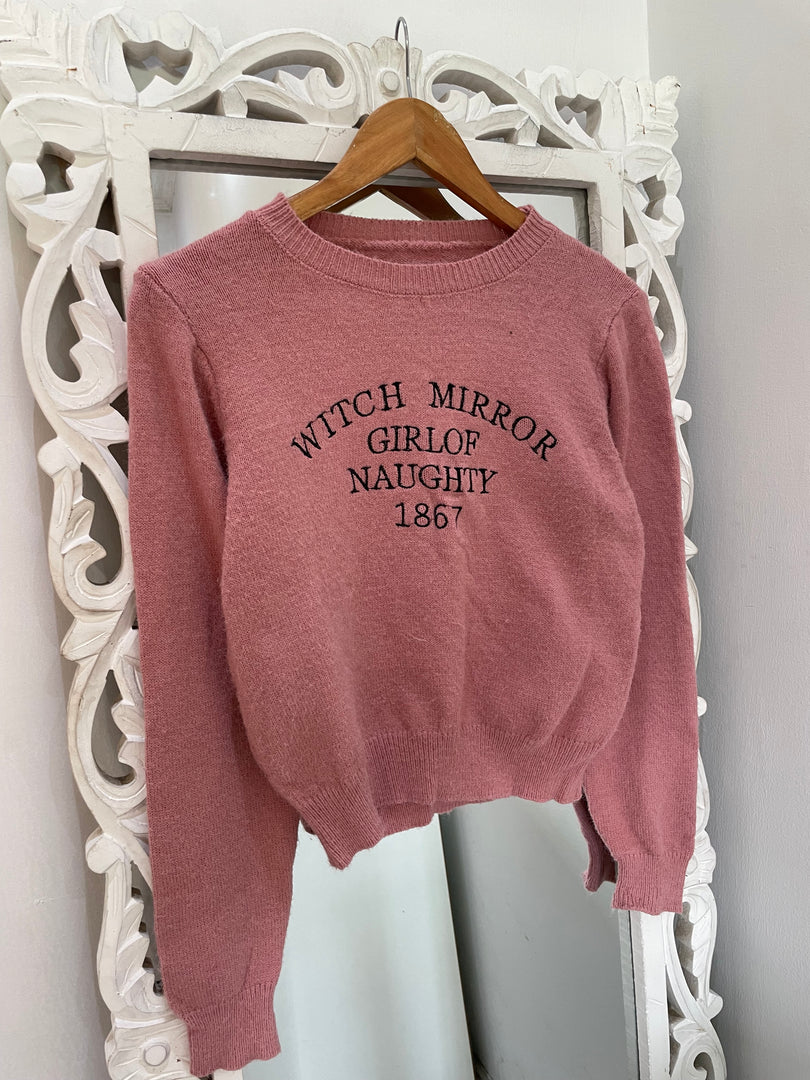 WITCH MIRROR
GIRLOF
NAUGHTY
1867